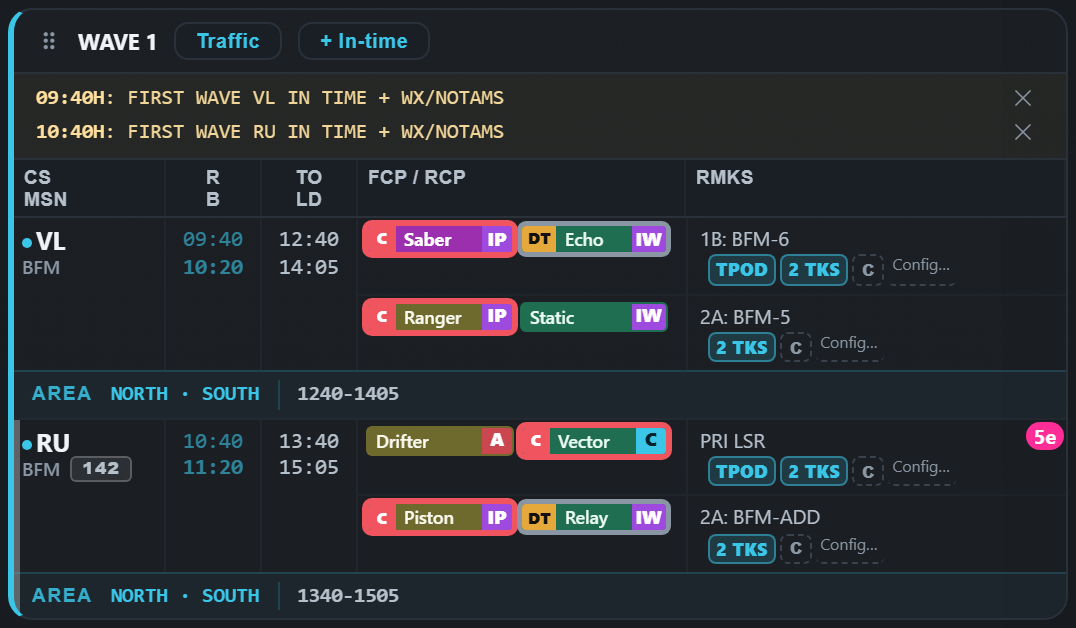 WAVE 1 Traffic + In-time
09:40H: FIRST WAVE VL IN TIME + WX/NOTAMS
10:40H: FIRST WAVE RU IN TIME + WX/NOTAMS
CS R TO FCP / RCP RMKS
MSN B LD
VL 09:40 12:40 C Saber IP DT Echo IW 1B: BFM-6
BFM 10:20 14:05 TPOD 2 TKS C Config...
C Ranger IP Static IW 2A: BFM-5
2 TKS C Config...
AREA NORTH · SOUTH 1240-1405
RU 10:40 13:40 Drifter A C Vector C PRI LSR 5e
BFM 142 11:20 15:05 TPOD 2 TKS C Config...
C Piston IP DT Relay IW 2A: BFM-ADD
2 TKS C Config...
AREA NORTH · SOUTH 1340-1505